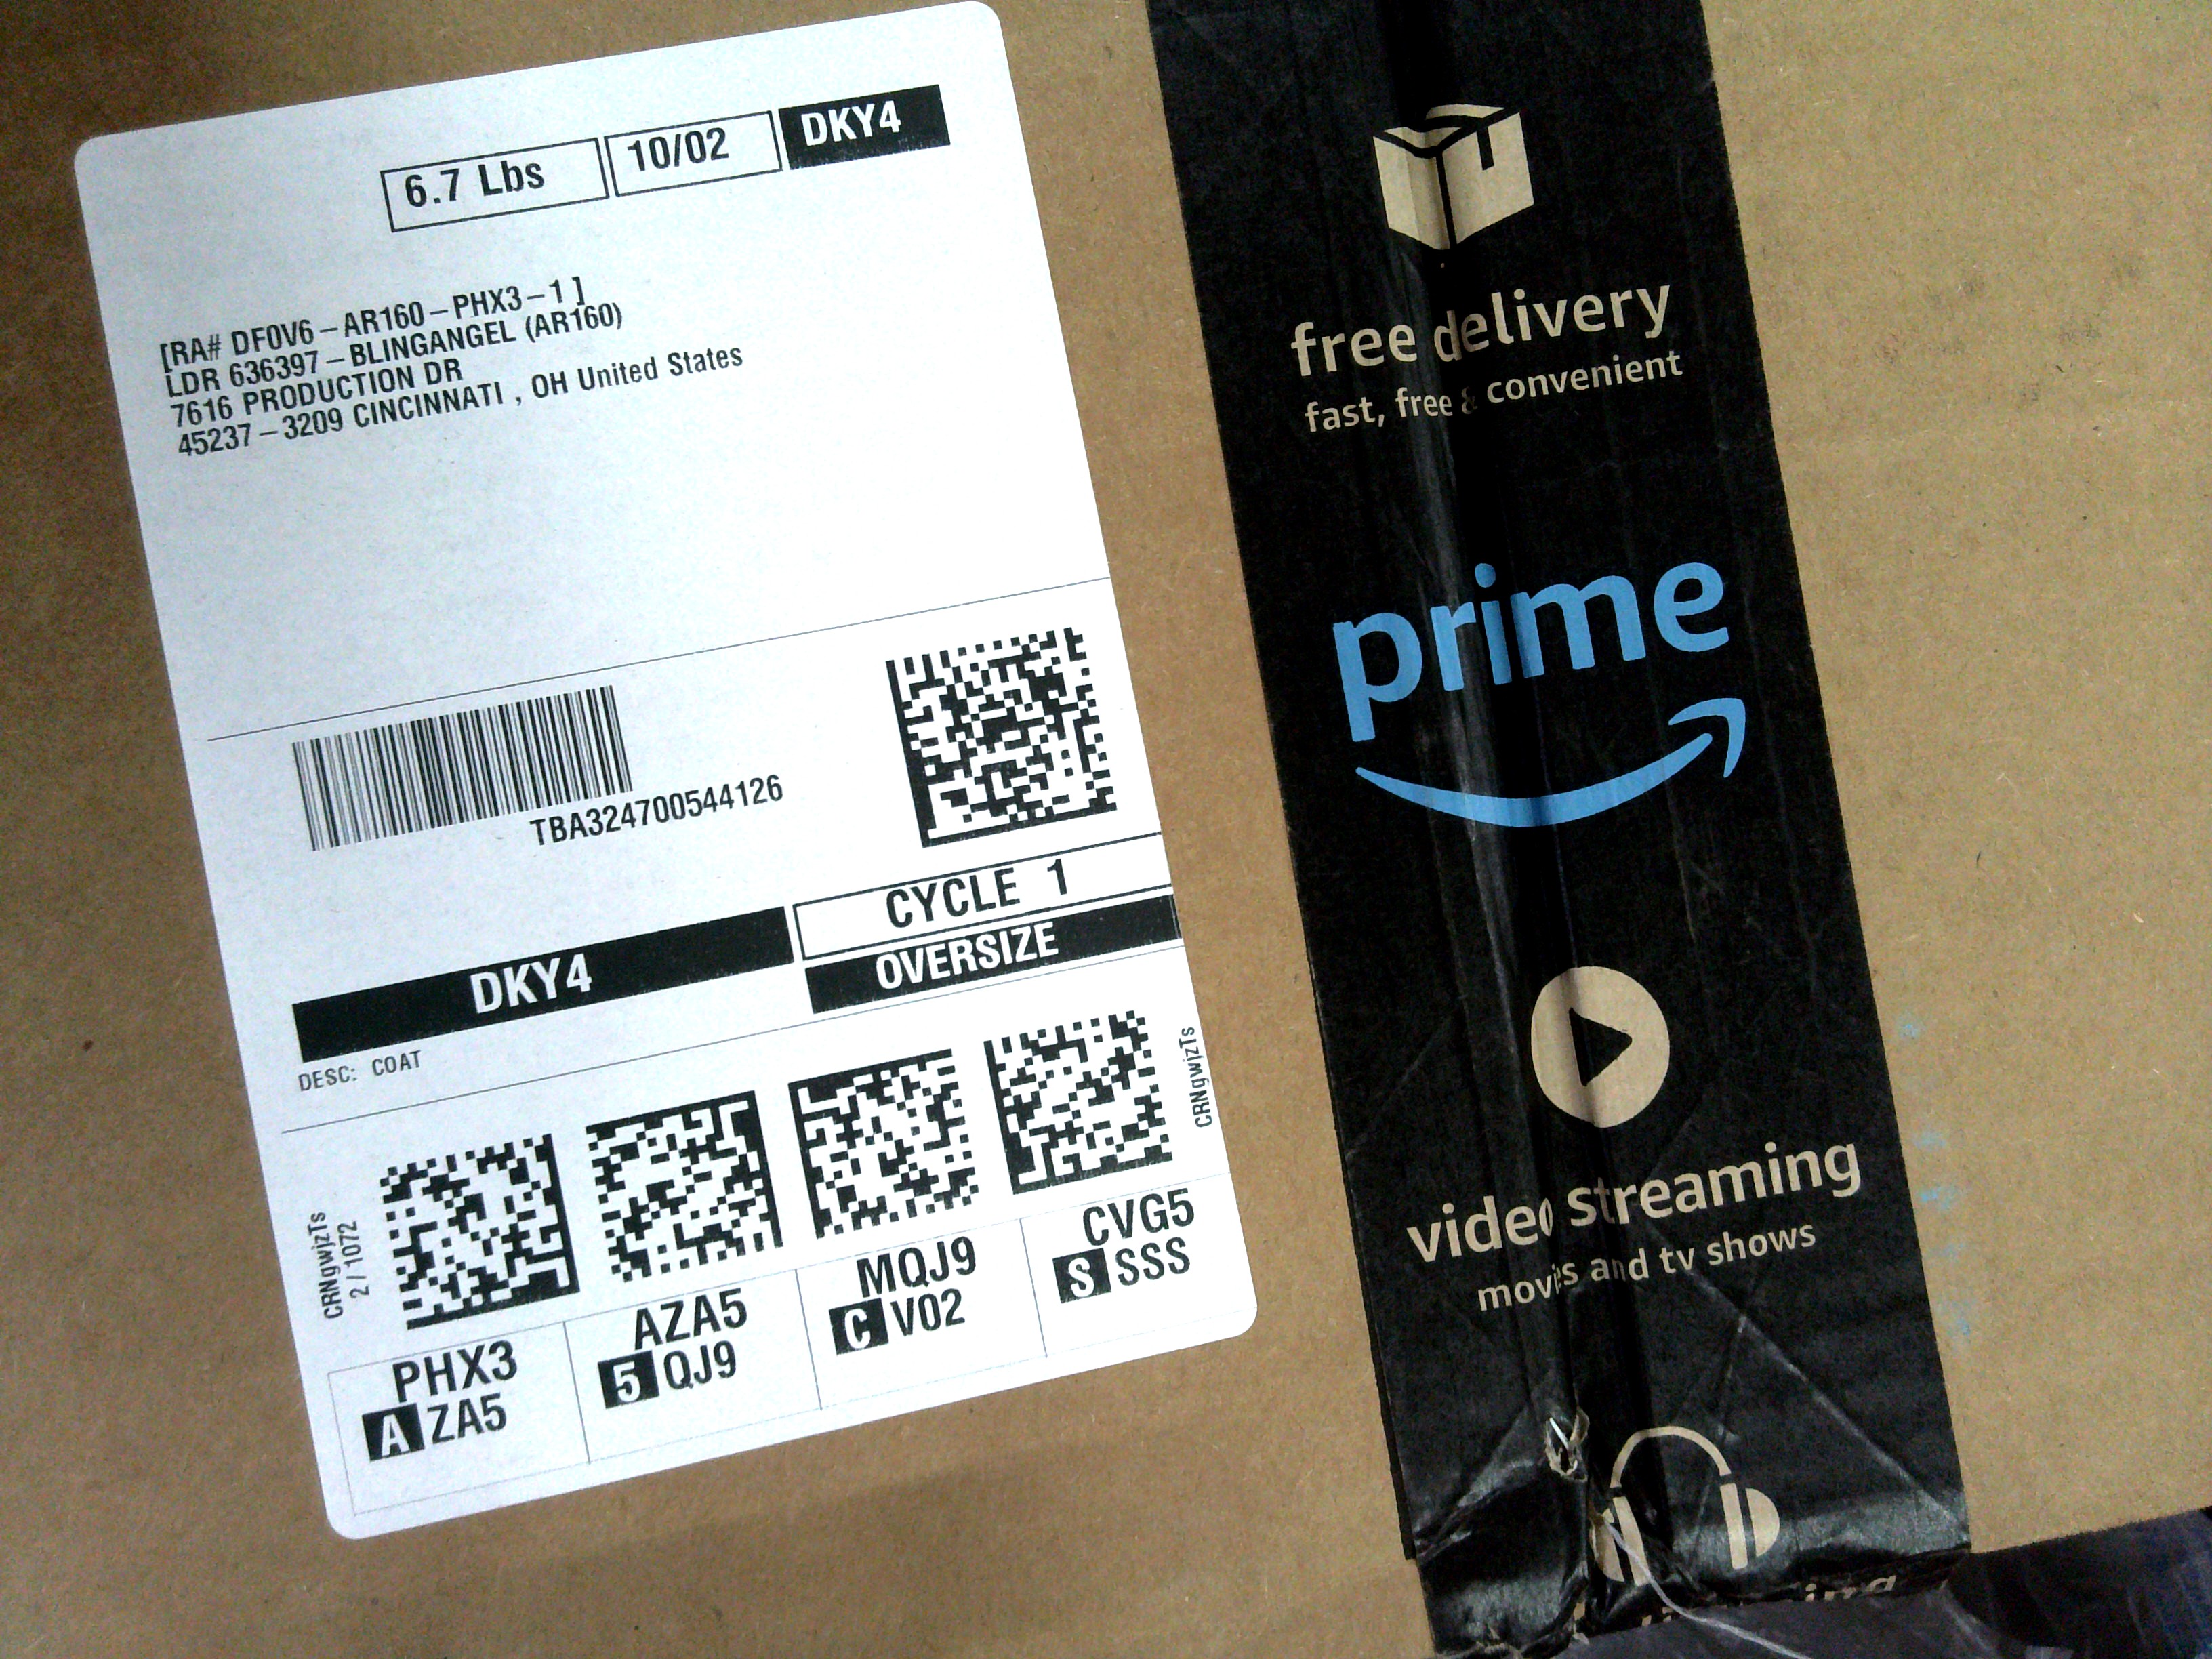 6.7 Lbs
10/02
DKY4
[RA# DF0V6-AR160-PHX3-1 ]
LDR 636397-BLINGANGEL (AR160)
7616 PRODUCTION DR
45237-3209 CINCINNATI , OH United States
TBA324700544126
CYCLE 1
DKY4
OVERSIZE
DESC: COAT
CRNgwjzTs
2 / 1072
CRNgwjzTs
PHX3
A ZA5
AZA5
5 QJ9
MQJ9
C V02
CVG5
S SSS
free delivery
fast, free & convenient
prime
video streaming
movies and tv shows